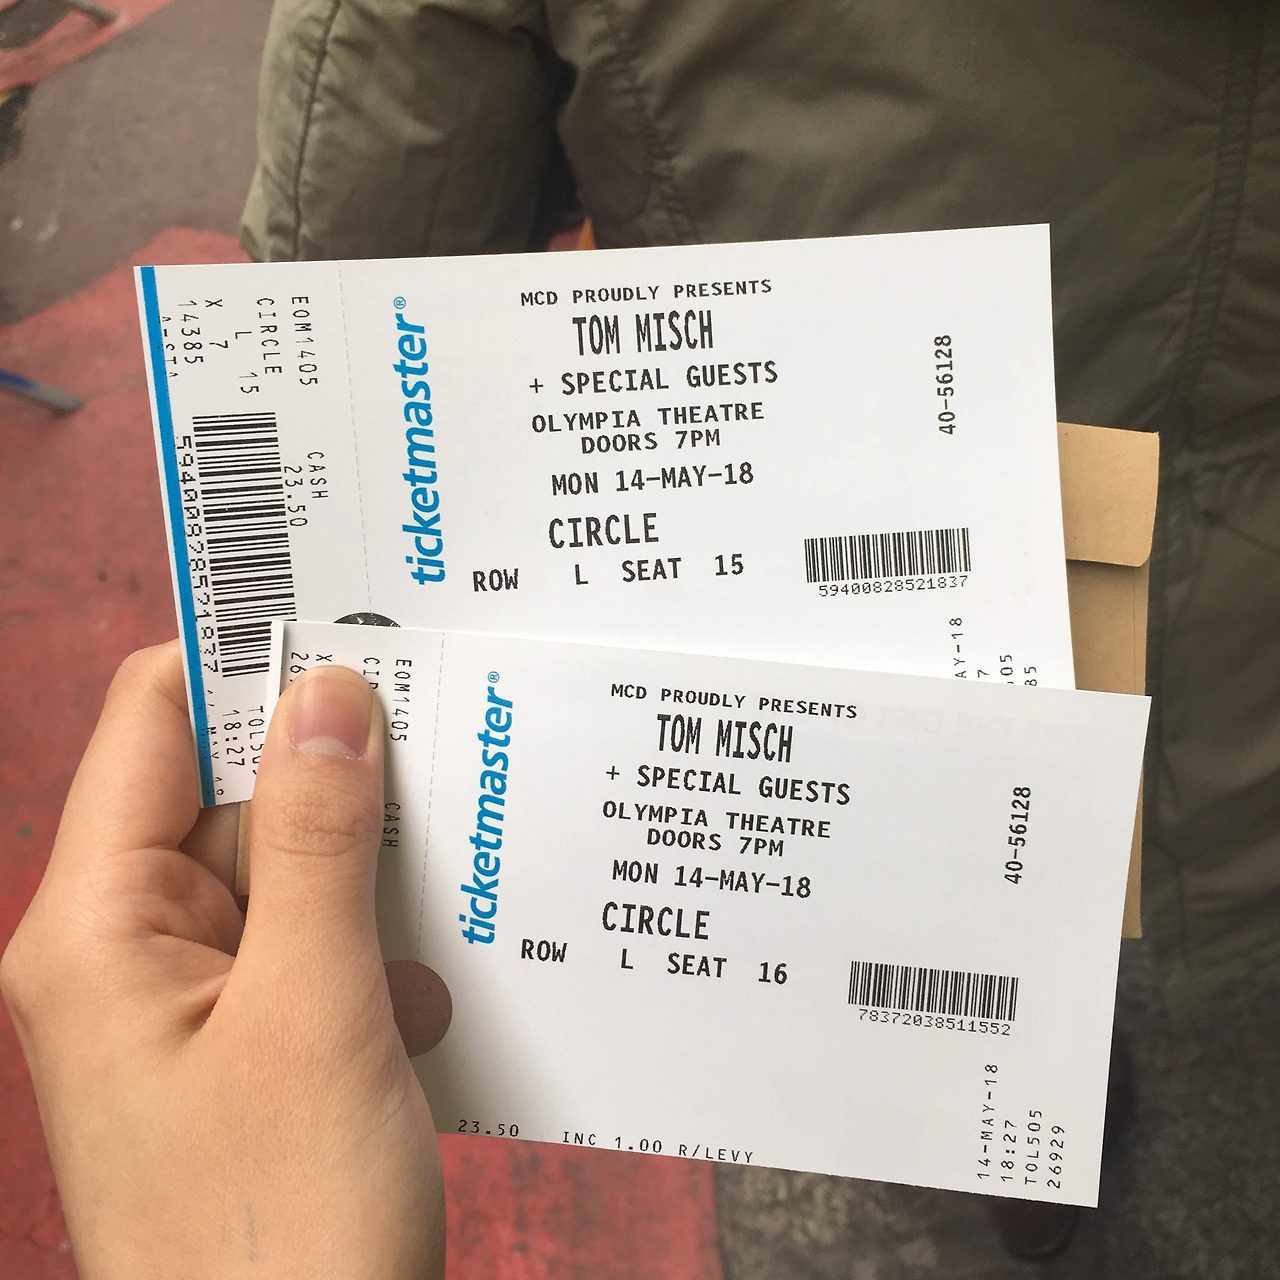 EOM1405
CIRCLE
L 15
X 7
14385
CASH
23.50
59400828521837
18:27
ticketmaster®
MCD PROUDLY PRESENTS
TOM MISCH
+ SPECIAL GUESTS
OLYMPIA THEATRE
DOORS 7PM
MON 14-MAY-18
CIRCLE
ROW L SEAT 15
40-56128
59400828521837
EOM1405
CASH
ticketmaster®
MCD PROUDLY PRESENTS
TOM MISCH
+ SPECIAL GUESTS
OLYMPIA THEATRE
DOORS 7PM
MON 14-MAY-18
CIRCLE
ROW L SEAT 16
40-56128
78372038511552
23.50 INC 1.00 R/LEVY
14-MAY-18
18:27
TOL505
26929